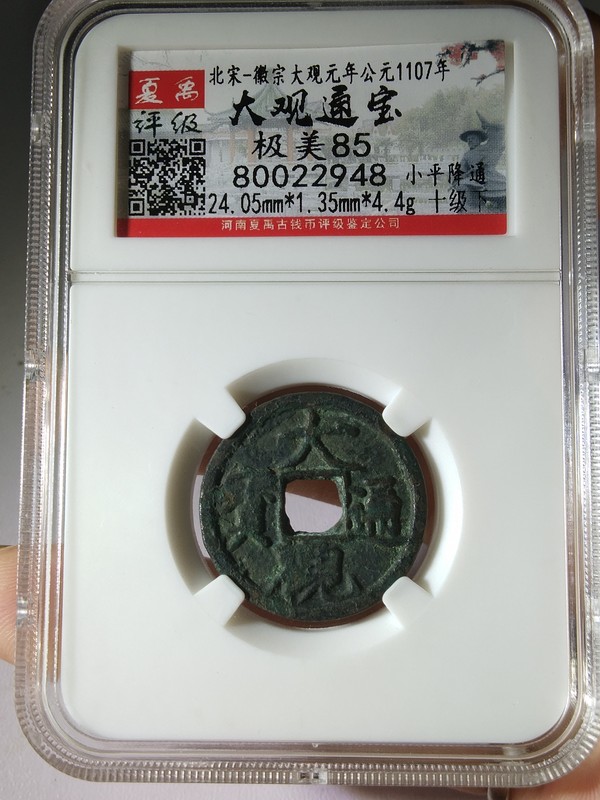 夏禹
评级
北宋-徽宗大观元年公元1107年
大观通宝
极美85
80022948 小平降通
24.05mm*1.35mm*4.4g 十级下
河南夏禹古钱币评级鉴定公司
大
通
寳
觀